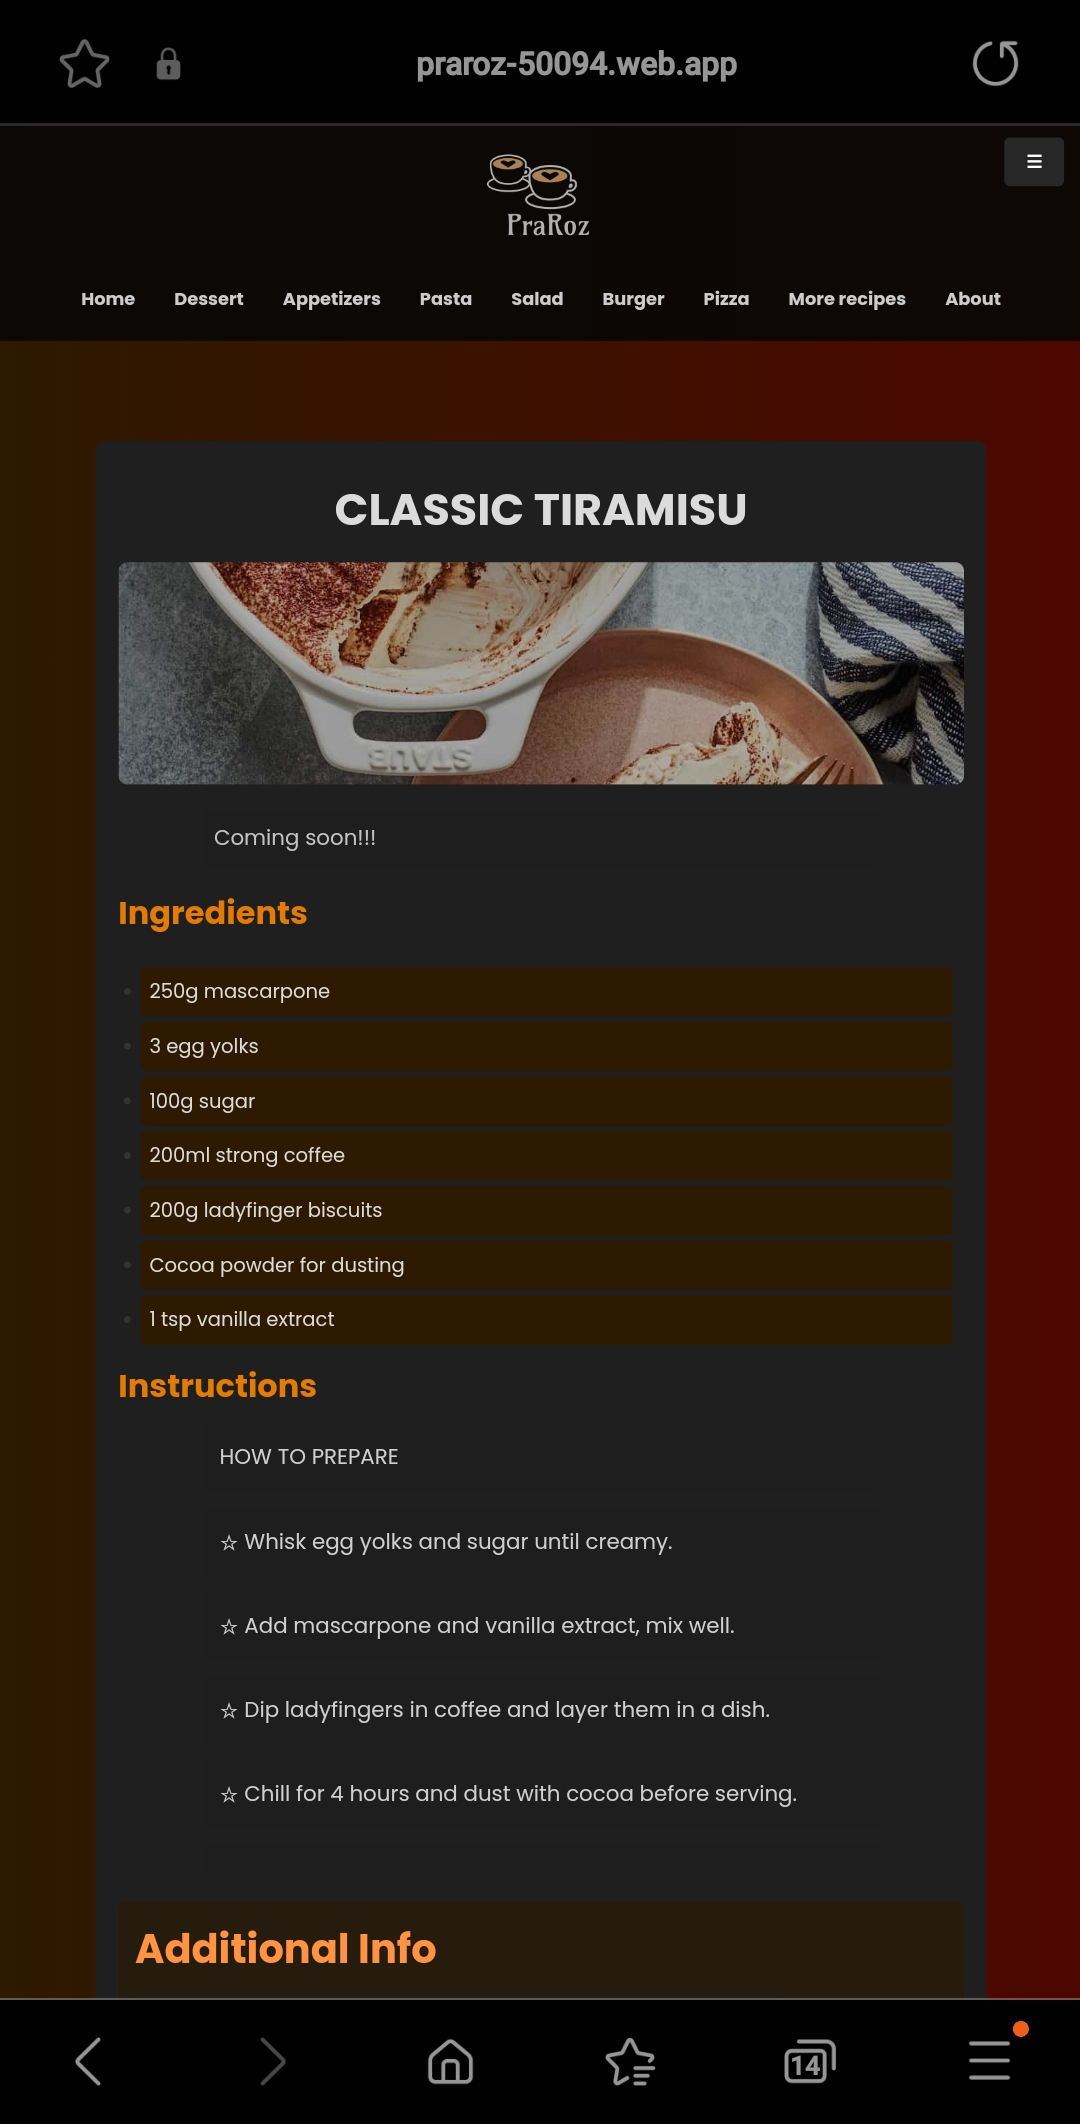 praroz-50094.web.app
PraRoz
Home Dessert Appetizers Pasta Salad Burger Pizza More recipes About
CLASSIC TIRAMISU
STAUB
Coming soon!!!
Ingredients
250g mascarpone
3 egg yolks
100g sugar
200ml strong coffee
200g ladyfinger biscuits
Cocoa powder for dusting
1 tsp vanilla extract
Instructions
HOW TO PREPARE
☆ Whisk egg yolks and sugar until creamy.
☆ Add mascarpone and vanilla extract, mix well.
☆ Dip ladyfingers in coffee and layer them in a dish.
☆ Chill for 4 hours and dust with cocoa before serving.
Additional Info
14